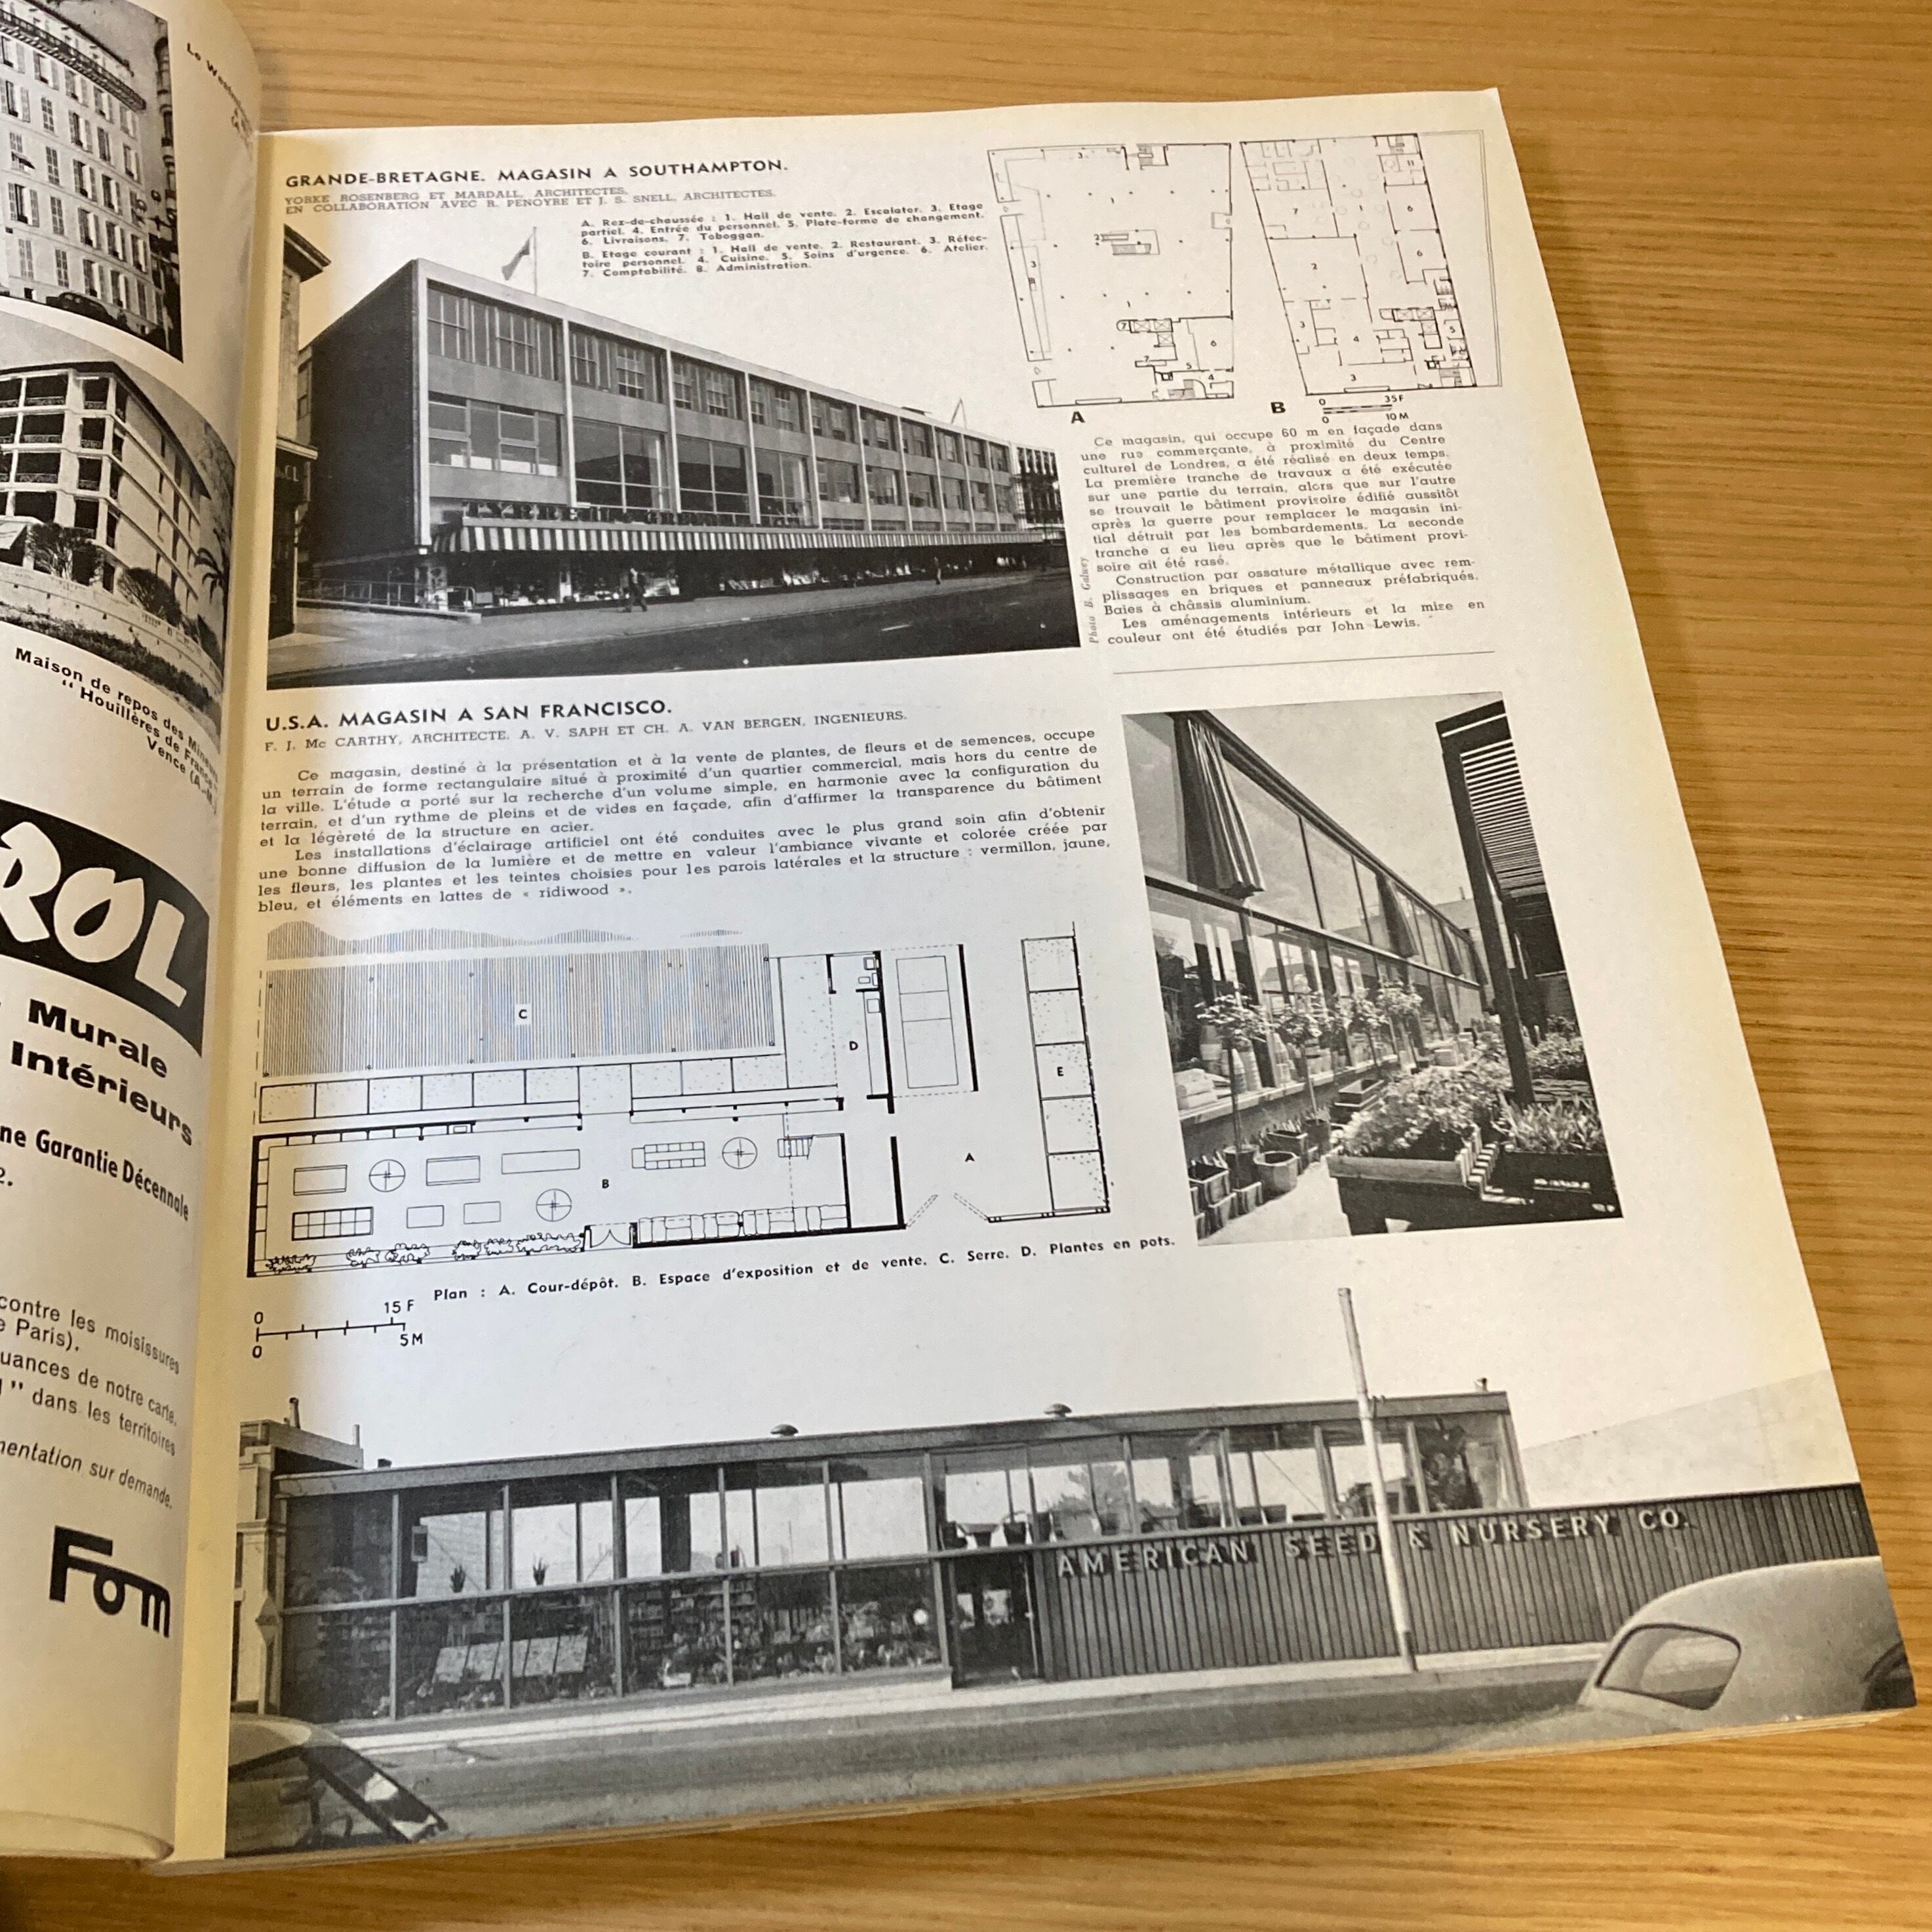 Maison de repos des Mineurs
" Houillères de France "
Vence (A.-M.)
ROL
Murale
Intérieurs
ne Garantie Décennale
2.
contre les moisissures
e Paris).
uances de notre carte.
" dans les territoires
mentation sur demande.
Fom
GRANDE-BRETAGNE. MAGASIN A SOUTHAMPTON.
YORKE ROSENBERG ET MARDALL, ARCHITECTES.
EN COLLABORATION AVEC R. PENOYRE ET J. S. SNELL, ARCHITECTES.
A. Rez-de-chaussée : 1. Hall de vente. 2. Escalator. 3. Etage
partiel. 4. Entrée du personnel. 5. Plate-forme de changement.
6. Livraisons. 7. Toboggan.
B. Etage courant : 1. Hall de vente. 2. Restaurant. 3. Réfec-
toire personnel. 4. Cuisine. 5. Soins d'urgence. 6. Atelier.
7. Comptabilité. 8. Administration.
A
B
0 35F
0 10M
Ce magasin, qui occupe 60 m en façade dans
une rue commerçante, à proximité du Centre
culturel de Londres, a été réalisé en deux temps.
La première tranche de travaux a été exécutée
sur une partie du terrain, alors que sur l'autre
se trouvait le bâtiment provisoire édifié aussitôt
après la guerre pour remplacer le magasin ini-
tial détruit par les bombardements. La seconde
tranche a eu lieu après que le bâtiment provi-
soire ait été rasé.
Construction par ossature métallique avec rem-
plissages en briques et panneaux préfabriqués.
Baies à châssis aluminium.
Les aménagements intérieurs et la mise en
couleur ont été étudiés par John Lewis.
Photo B. Galwey
U.S.A. MAGASIN A SAN FRANCISCO.
F. J. Mc CARTHY, ARCHITECTE. A. V. SAPH ET CH. A. VAN BERGEN, INGENIEURS.
Ce magasin, destiné à la présentation et à la vente de plantes, de fleurs et de semences, occupe
un terrain de forme rectangulaire situé à proximité d'un quartier commercial, mais hors du centre de
la ville. L'étude a porté sur la recherche d'un volume simple, en harmonie avec la configuration du
terrain, et d'un rythme de pleins et de vides en façade, afin d'affirmer la transparence du bâtiment
et la légèreté de la structure en acier.
Les installations d'éclairage artificiel ont été conduites avec le plus grand soin afin d'obtenir
une bonne diffusion de la lumière et de mettre en valeur l'ambiance vivante et colorée créée par
les fleurs, les plantes et les teintes choisies pour les parois latérales et la structure : vermillon, jaune,
bleu, et éléments en lattes de « ridiwood ».
C
D
E
A
B
Plan : A. Cour-dépôt. B. Espace d'exposition et de vente. C. Serre. D. Plantes en pots.
0 15 F
0 5 M
AMERICAN SEED & NURSERY CO.